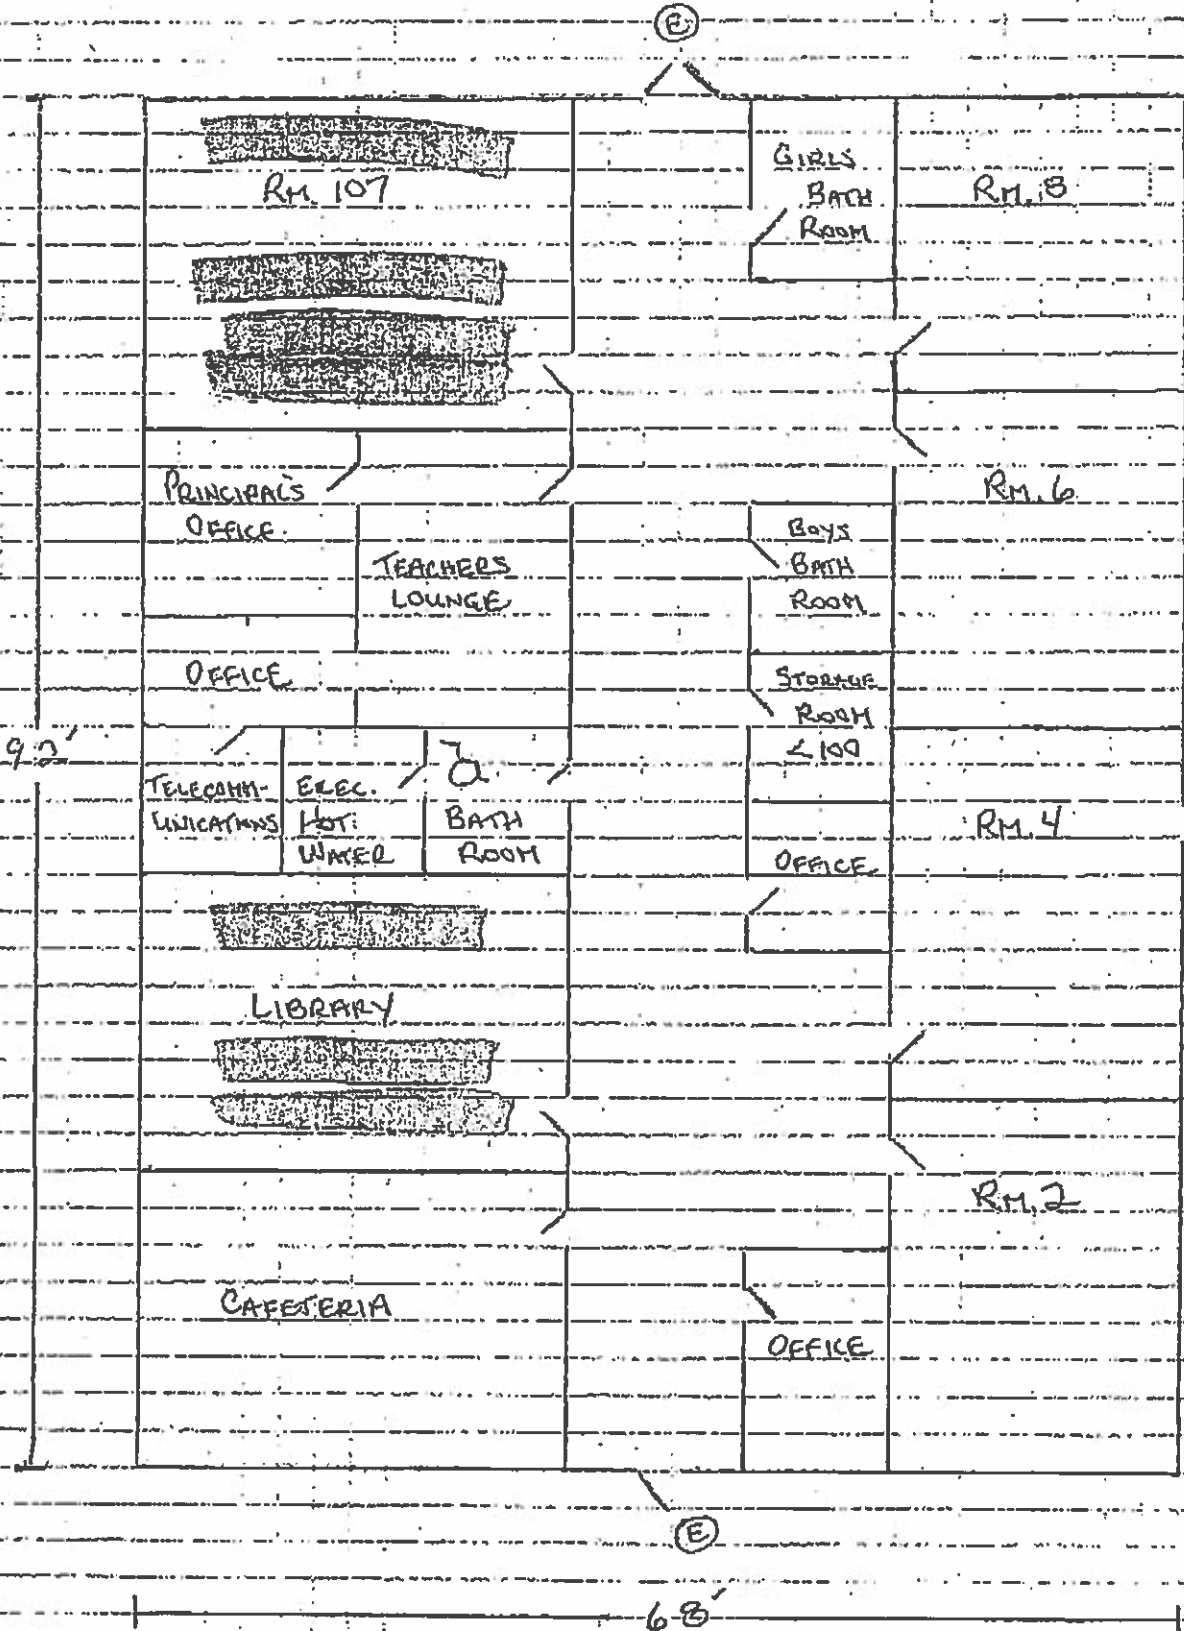 E
GIRLS
BATH
ROOM
RM. 107
RM. 8
PRINCIPAL'S
OFFICE
RM. 6
BOYS
BATH
ROOM
TEACHERS
LOUNGE
OFFICE
STORAGE
ROOM
<100
92'
TELECOMM-
UNICATIONS
ELEC.
HOT
WATER
BATH
ROOM
RM. 4
OFFICE
LIBRARY
RM. 2
CAFETERIA
OFFICE
E
68'